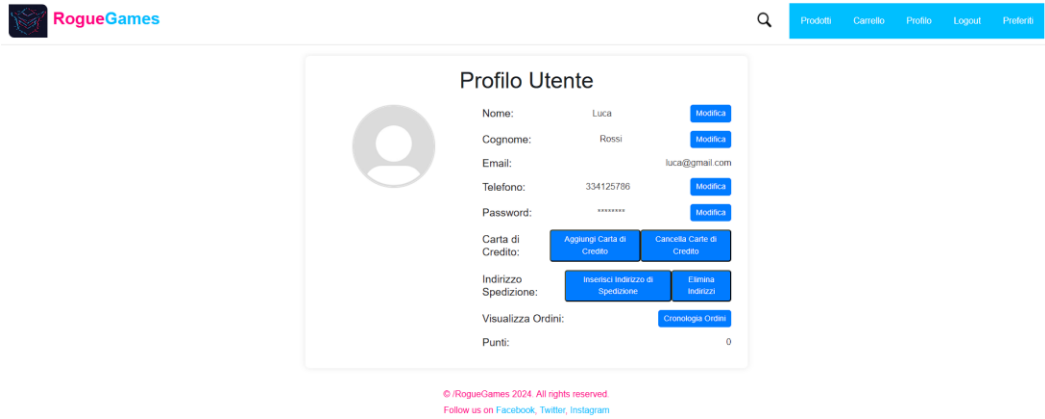 RogueGames
Prodotti Carrello Profilo Logout Preferiti
Profilo Utente
Nome: Luca Modifica
Cognome: Rossi Modifica
Email: luca@gmail.com
Telefono: 334125786 Modifica
Password: ******** Modifica
Carta di Credito: Aggiungi Carta di Credito Cancella Carte di Credito
Indirizzo Spedizione: Inserisci Indirizzo di Spedizione Elimina Indirizzi
Visualizza Ordini: Cronologia Ordini
Punti: 0
© /RogueGames 2024. All rights reserved.
Follow us on Facebook, Twitter, Instagram